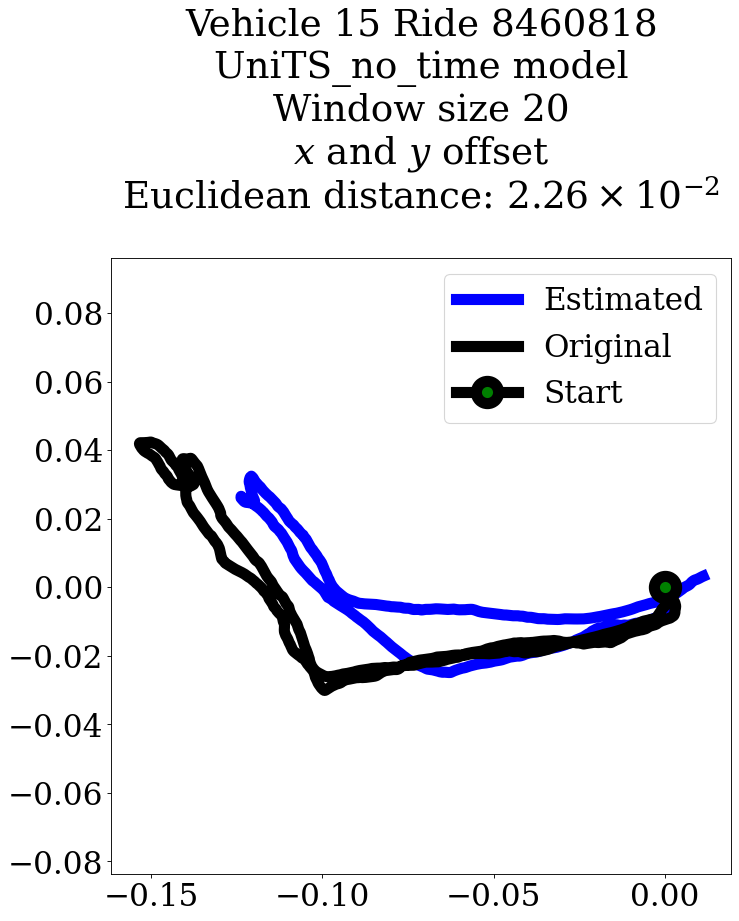 Vehicle 15 Ride 8460818
UniTS_no_time model
Window size 20
x and y offset
Euclidean distance: 2.26 × 10⁻²
Estimated
Original
Start
0.08
0.06
0.04
0.02
0.00
−0.02
−0.04
−0.06
−0.08
−0.15
−0.10
−0.05
0.00